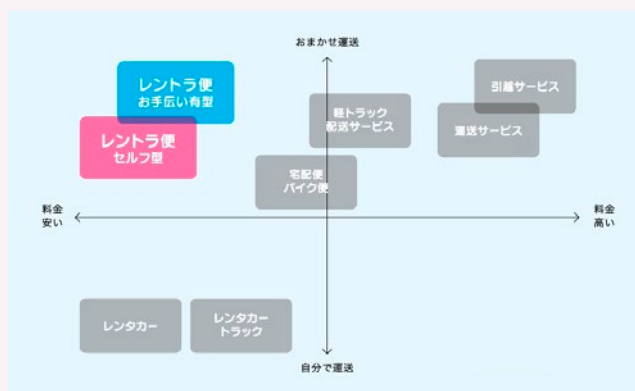 おまかせ運送
レントラ便
お手伝い有型
引越サービス
軽トラック
配送サービス
運送サービス
レントラ便
セルフ型
宅配便
バイク便
料金
安い
料金
高い
レンタカー
レンタカー
トラック
自分で運送